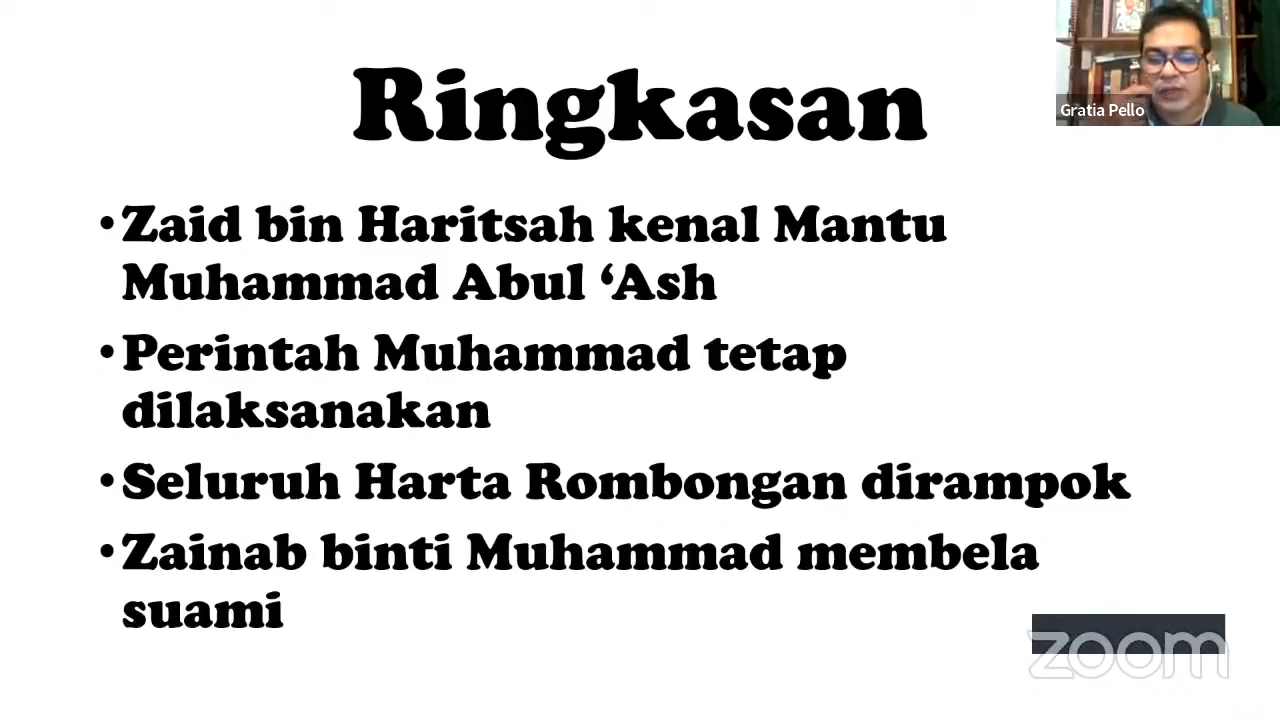 Ringkasan
Gratia Pello
•Zaid bin Haritsah kenal Mantu
Muhammad Abul ‘Ash
•Perintah Muhammad tetap
dilaksanakan
•Seluruh Harta Rombongan dirampok
•Zainab binti Muhammad membela
suami
zoom